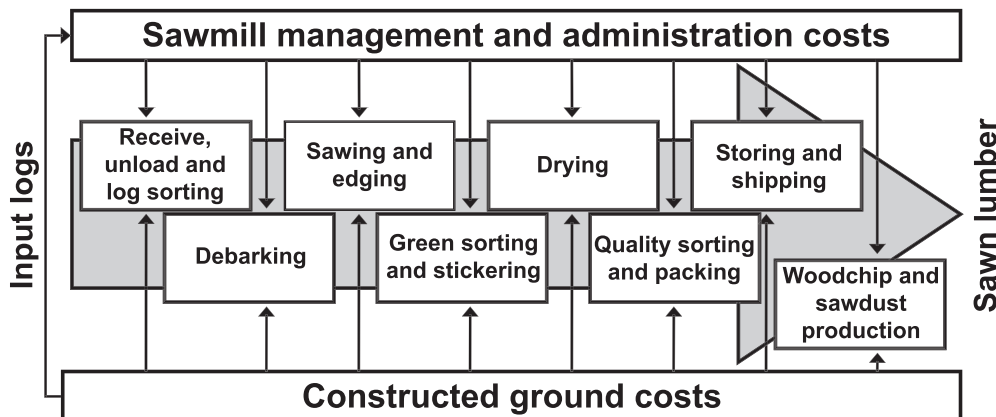 Sawmill management and administration costs
Input logs
Receive,
unload and
log sorting
Sawing and
edging
Drying
Storing and
shipping
Debarking
Green sorting
and stickering
Quality sorting
and packing
Woodchip and
sawdust
production
Sawn lumber
Constructed ground costs